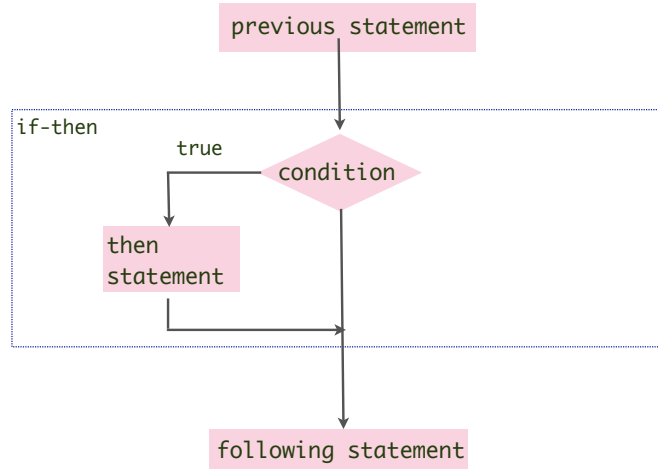 previous statement
if-then
true
condition
then
statement
following statement